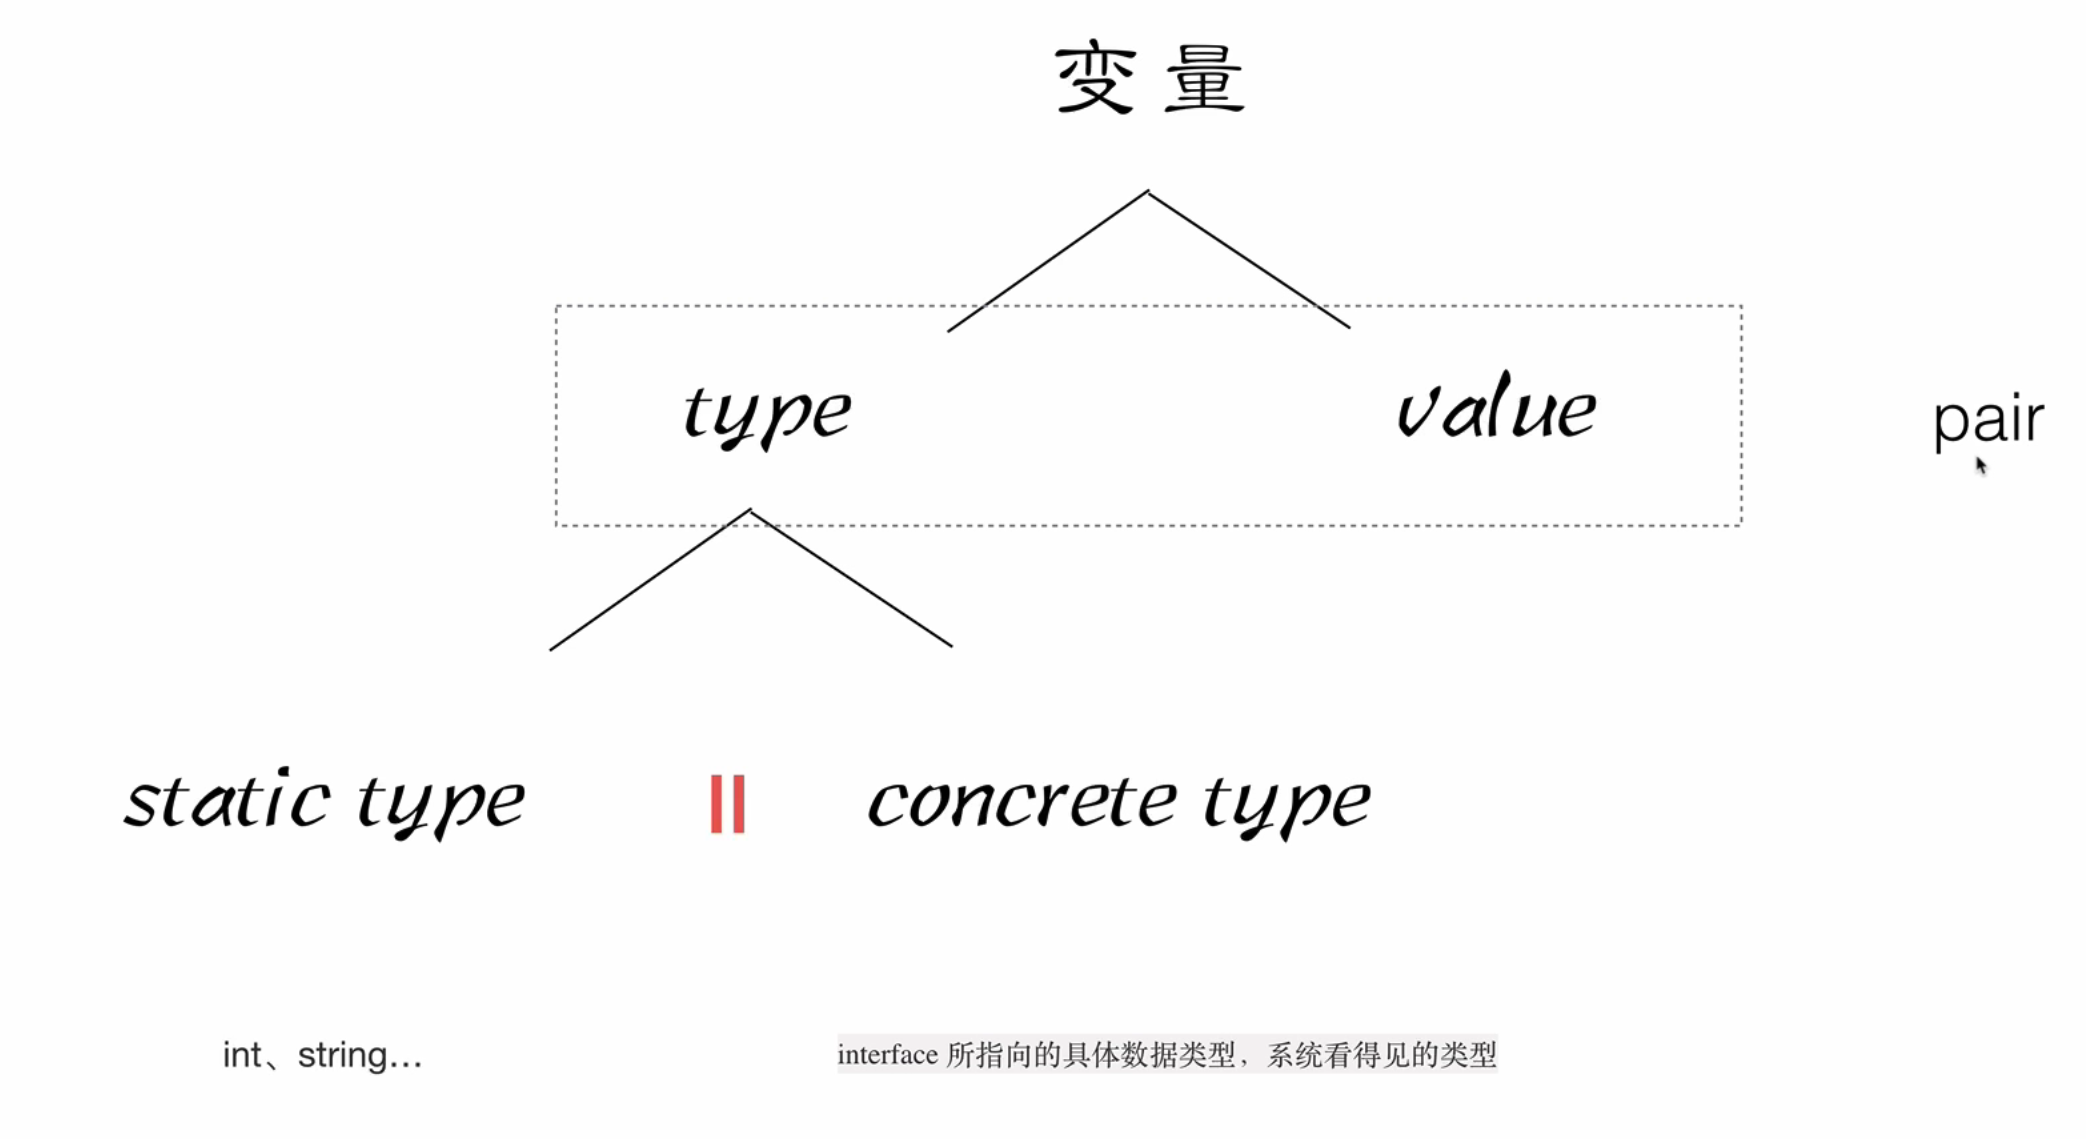 变量
type value pair
static type || concrete type
int、string...
interface 所指向的具体数据类型，系统看得见的类型